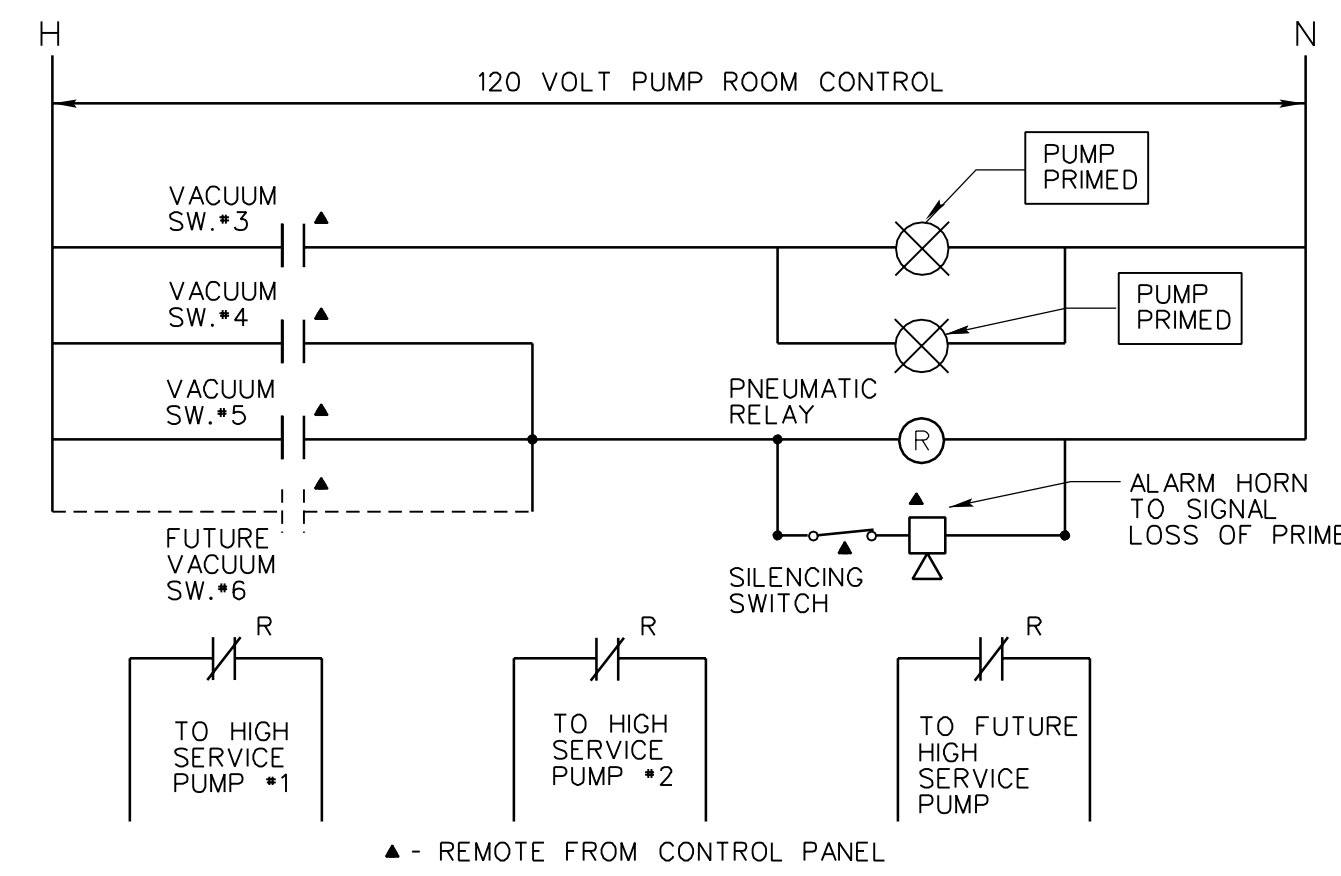 H
N
120 VOLT PUMP ROOM CONTROL
PUMP
PRIMED
VACUUM
SW.#3
PUMP
PRIMED
VACUUM
SW.#4
VACUUM
SW.#5
PNEUMATIC
RELAY
R
ALARM HORN
TO SIGNAL
LOSS OF PRIME
FUTURE
VACUUM
SW.#6
SILENCING
SWITCH
R
R
R
TO HIGH
SERVICE
PUMP #1
TO HIGH
SERVICE
PUMP #2
TO FUTURE
HIGH
SERVICE
PUMP
▲ - REMOTE FROM CONTROL PANEL